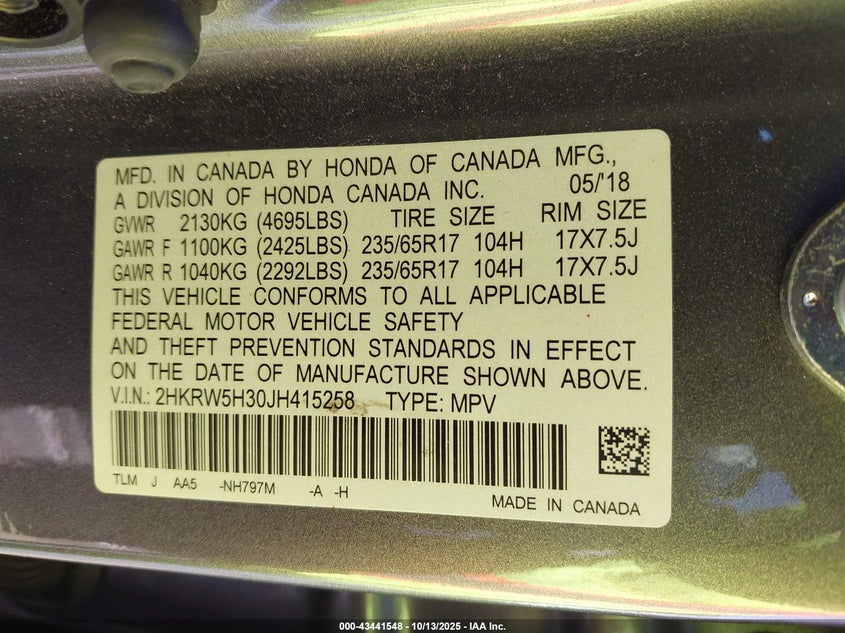 MFD. IN CANADA BY HONDA OF CANADA MFG.,
A DIVISION OF HONDA CANADA INC. 05/'18
GVWR 2130KG (4695LBS) TIRE SIZE RIM SIZE
GAWR F 1100KG (2425LBS) 235/65R17 104H 17X7.5J
GAWR R 1040KG (2292LBS) 235/65R17 104H 17X7.5J
THIS VEHICLE CONFORMS TO ALL APPLICABLE
FEDERAL MOTOR VEHICLE SAFETY
AND THEFT PREVENTION STANDARDS IN EFFECT
ON THE DATE OF MANUFACTURE SHOWN ABOVE.
V.I.N.: 2HKRW5H30JH415258 TYPE: MPV
TLM J AA5 -NH797M -A -H
MADE IN CANADA
000-43441548 - 10/13/2025 - IAA Inc.